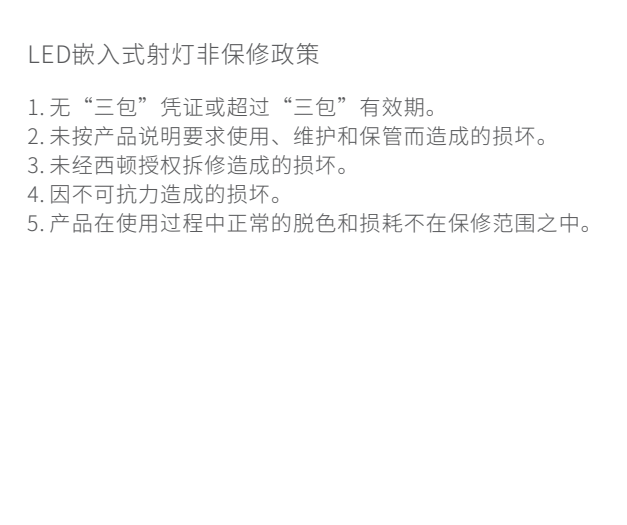 LED嵌入式射灯非保修政策
1. 无“三包”凭证或超过“三包”有效期。
2. 未按产品说明要求使用、维护和保管而造成的损坏。
3. 未经西顿授权拆修造成的损坏。
4. 因不可抗力造成的损坏。
5. 产品在使用过程中正常的脱色和损耗不在保修范围之中。